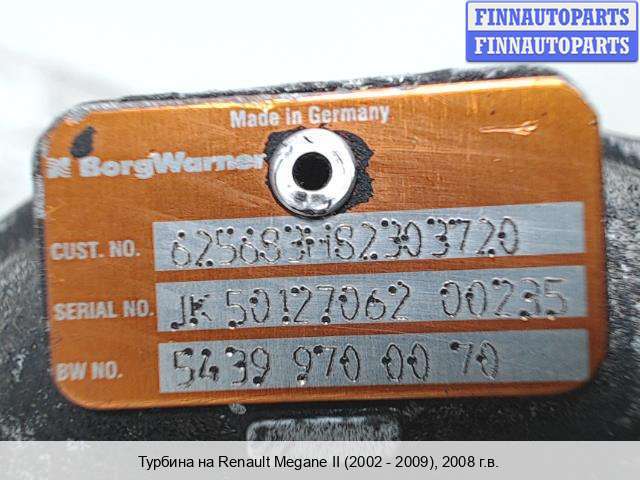 FINNAUTOPARTS
FINNAUTOPARTS
Made in Germany
BorgWarner
CUST. NO. 625683M82303720
SERIAL NO. JK 50127062 00235
BW NO. 5439 970 00 70
Турбина на Renault Megane II (2002 - 2009), 2008 г.в.